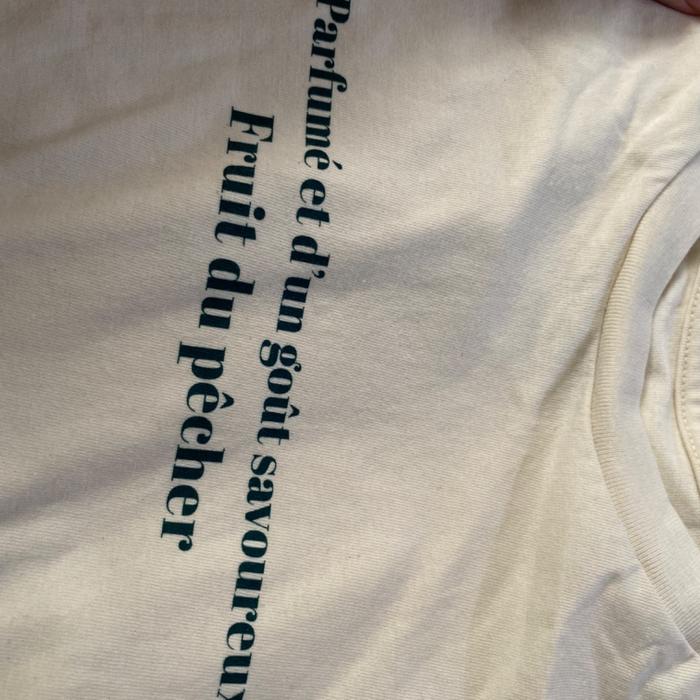 Parfumé et d'un goût savoureux
Fruit du pêcher